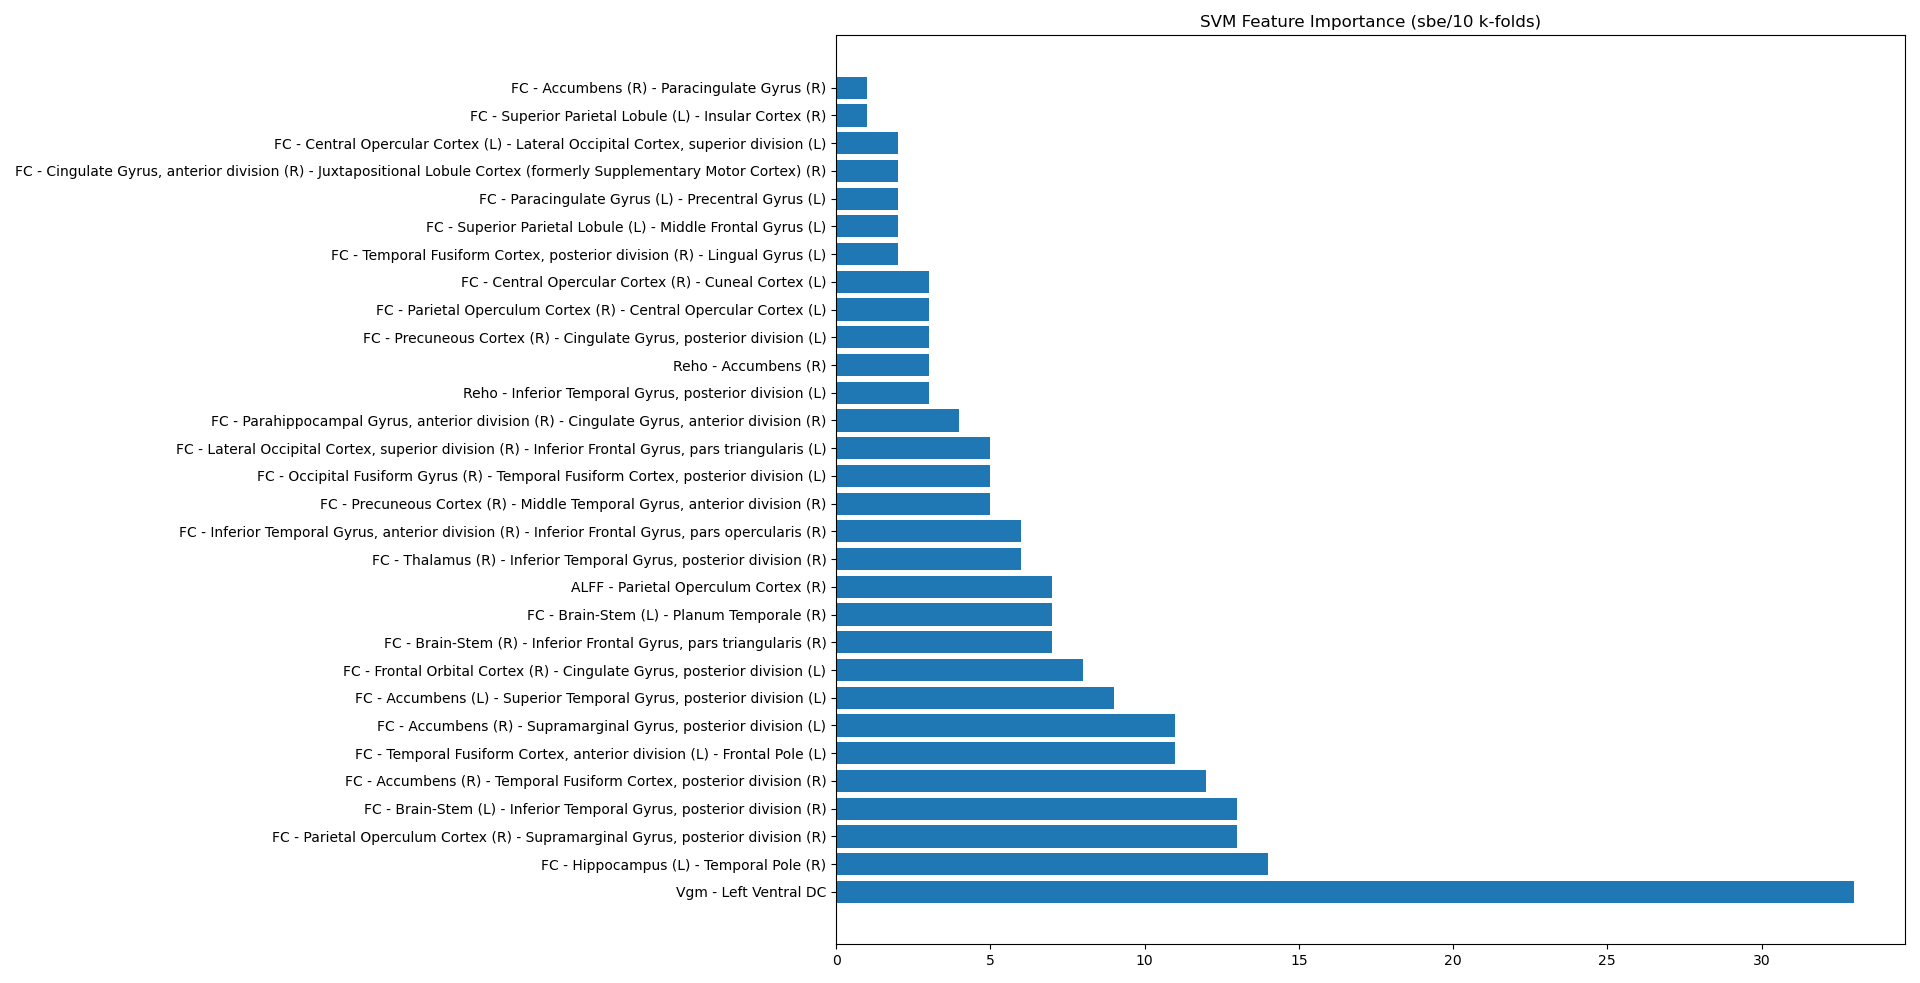 SVM Feature Importance (sbe/10 k-folds)
FC - Accumbens (R) - Paracingulate Gyrus (R)
FC - Superior Parietal Lobule (L) - Insular Cortex (R)
FC - Central Opercular Cortex (L) - Lateral Occipital Cortex, superior division (L)
FC - Cingulate Gyrus, anterior division (R) - Juxtapositional Lobule Cortex (formerly Supplementary Motor Cortex) (R)
FC - Paracingulate Gyrus (L) - Precentral Gyrus (L)
FC - Superior Parietal Lobule (L) - Middle Frontal Gyrus (L)
FC - Temporal Fusiform Cortex, posterior division (R) - Lingual Gyrus (L)
FC - Central Opercular Cortex (R) - Cuneal Cortex (L)
FC - Parietal Operculum Cortex (R) - Central Opercular Cortex (L)
FC - Precuneous Cortex (R) - Cingulate Gyrus, posterior division (L)
Reho - Accumbens (R)
Reho - Inferior Temporal Gyrus, posterior division (L)
FC - Parahippocampal Gyrus, anterior division (R) - Cingulate Gyrus, anterior division (R)
FC - Lateral Occipital Cortex, superior division (R) - Inferior Frontal Gyrus, pars triangularis (L)
FC - Occipital Fusiform Gyrus (R) - Temporal Fusiform Cortex, posterior division (L)
FC - Precuneous Cortex (R) - Middle Temporal Gyrus, anterior division (R)
FC - Inferior Temporal Gyrus, anterior division (R) - Inferior Frontal Gyrus, pars opercularis (R)
FC - Thalamus (R) - Inferior Temporal Gyrus, posterior division (R)
ALFF - Parietal Operculum Cortex (R)
FC - Brain-Stem (L) - Planum Temporale (R)
FC - Brain-Stem (R) - Inferior Frontal Gyrus, pars triangularis (R)
FC - Frontal Orbital Cortex (R) - Cingulate Gyrus, posterior division (L)
FC - Accumbens (L) - Superior Temporal Gyrus, posterior division (L)
FC - Accumbens (R) - Supramarginal Gyrus, posterior division (L)
FC - Temporal Fusiform Cortex, anterior division (L) - Frontal Pole (L)
FC - Accumbens (R) - Temporal Fusiform Cortex, posterior division (R)
FC - Brain-Stem (L) - Inferior Temporal Gyrus, posterior division (R)
FC - Parietal Operculum Cortex (R) - Supramarginal Gyrus, posterior division (R)
FC - Hippocampus (L) - Temporal Pole (R)
Vgm - Left Ventral DC
0 5 10 15 20 25 30